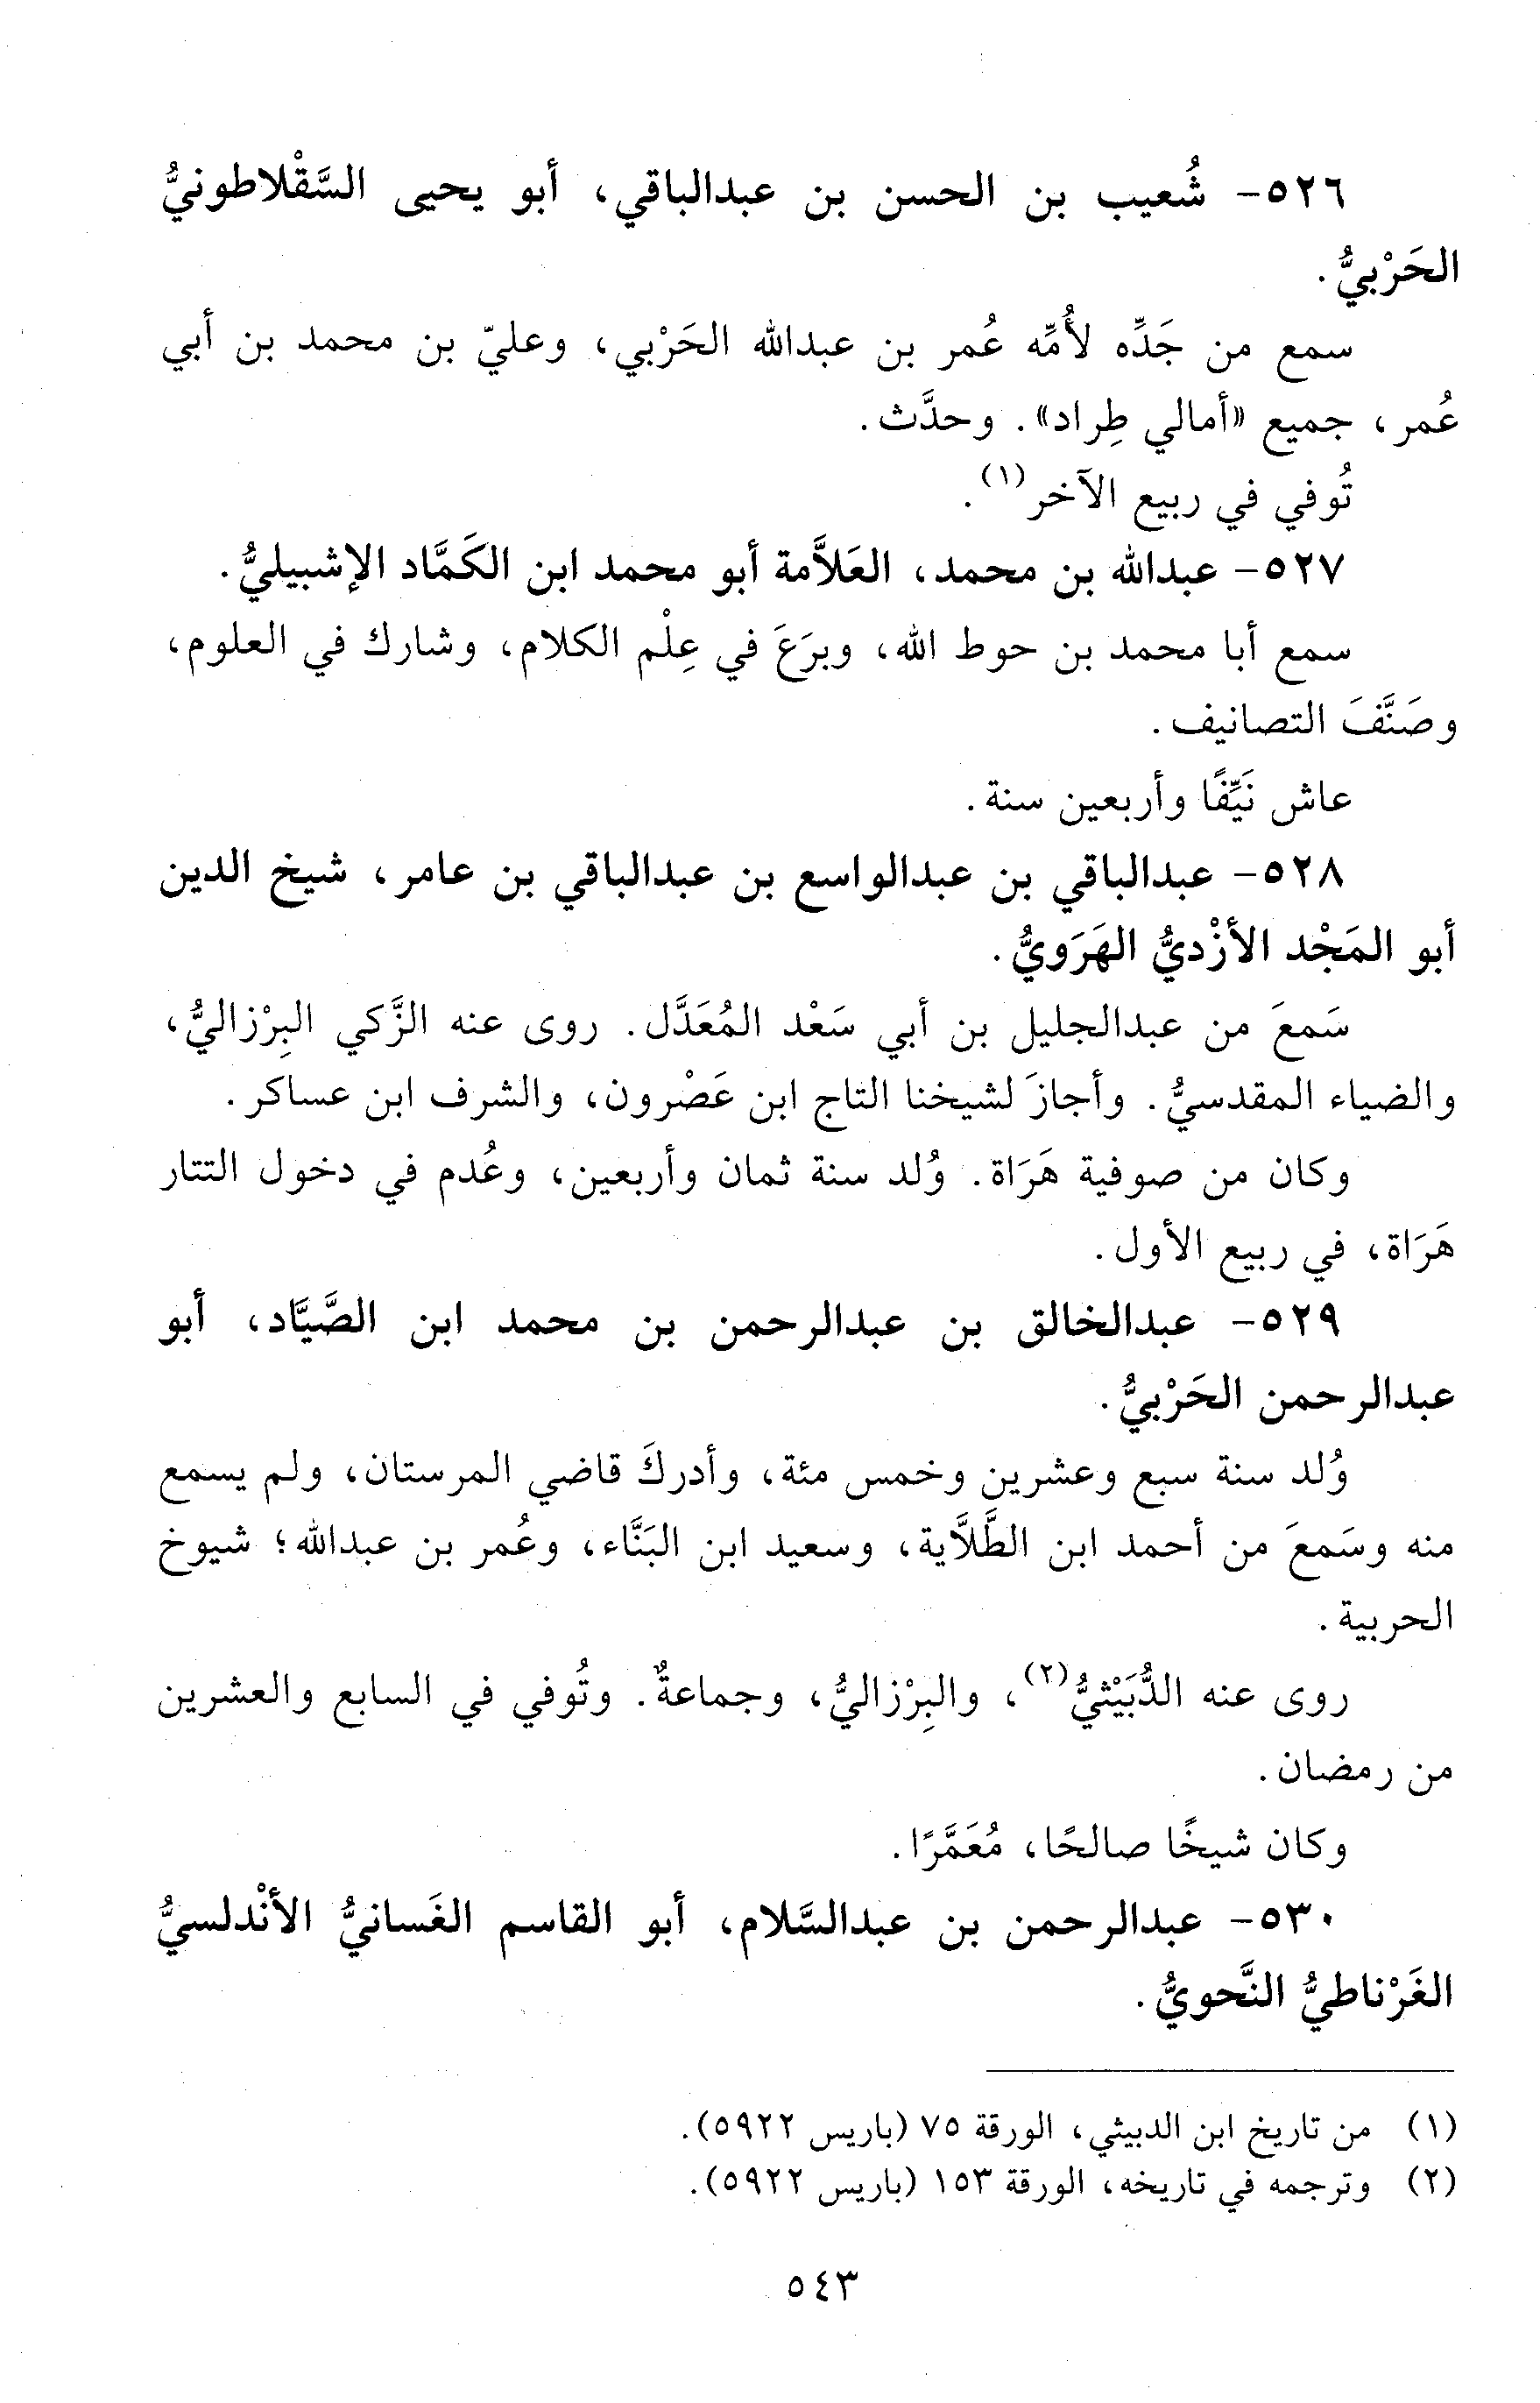 ٥٢٦- شُعيب بن الحسن بن عبدالباقي، أبو يحيى السَّقْلاطونيُّ
الحَرْبيُّ.
سمع من جَدِّه لأُمِّه عُمر بن عبدالله الحَرْبي، وعليّ بن محمد بن أبي
عُمر، جميع «أمالي طِراد». وحدَّث.
تُوفي في ربيع الآخر(١).
٥٢٧- عبدالله بن محمد، العَلاَّمة أبو محمد ابن الكَمَّاد الإشبيليُّ.
سمع أبا محمد بن حوط الله، وبرَعَ في عِلْم الكلام، وشارك في العلوم،
وصَنَّفَ التصانيف.
عاش نَيِّفًا وأربعين سنة.
٥٢٨- عبدالباقي بن عبدالواسع بن عبدالباقي بن عامر، شيخ الدين
أبو المَجْد الأزْديُّ الهَرَويُّ.
سَمعَ من عبدالجليل بن أبي سَعْد المُعَدَّل. روى عنه الزَّكي البِرْزاليُّ،
والضياء المقدسيُّ. وأجازَ لشيخنا التاج ابن عَصْرون، والشرف ابن عساكر.
وكان من صوفية هَرَاة. وُلد سنة ثمان وأربعين، وعُدم في دخول التتار
هَرَاة، في ربيع الأول.
٥٢٩- عبدالخالق بن عبدالرحمن بن محمد ابن الصَّيَّاد، أبو
عبدالرحمن الحَرْبيُّ.
وُلد سنة سبع وعشرين وخمس مئة، وأدركَ قاضي المرستان، ولم يسمع
منه وسَمعَ من أحمد ابن الطَّلاَّية، وسعيد ابن البَنَّاء، وعُمر بن عبدالله؛ شيوخ
الحربية.
روى عنه الدُّبَيْثيُّ(٢)، والبِرْزاليُّ، وجماعةٌ. وتُوفي في السابع والعشرين
من رمضان.
وكان شيخًا صالحًا، مُعَمَّرًا.
٥٣٠- عبدالرحمن بن عبدالسَّلام، أبو القاسم الغَسانيُّ الأنْدلسيُّ
الغَرْناطيُّ النَّحويُّ.
(١) من تاريخ ابن الدبيثي، الورقة ٧٥ (باريس ٥٩٢٢).
(٢) وترجمه في تاريخه، الورقة ١٥٣ (باريس ٥٩٢٢).
٥٤٣